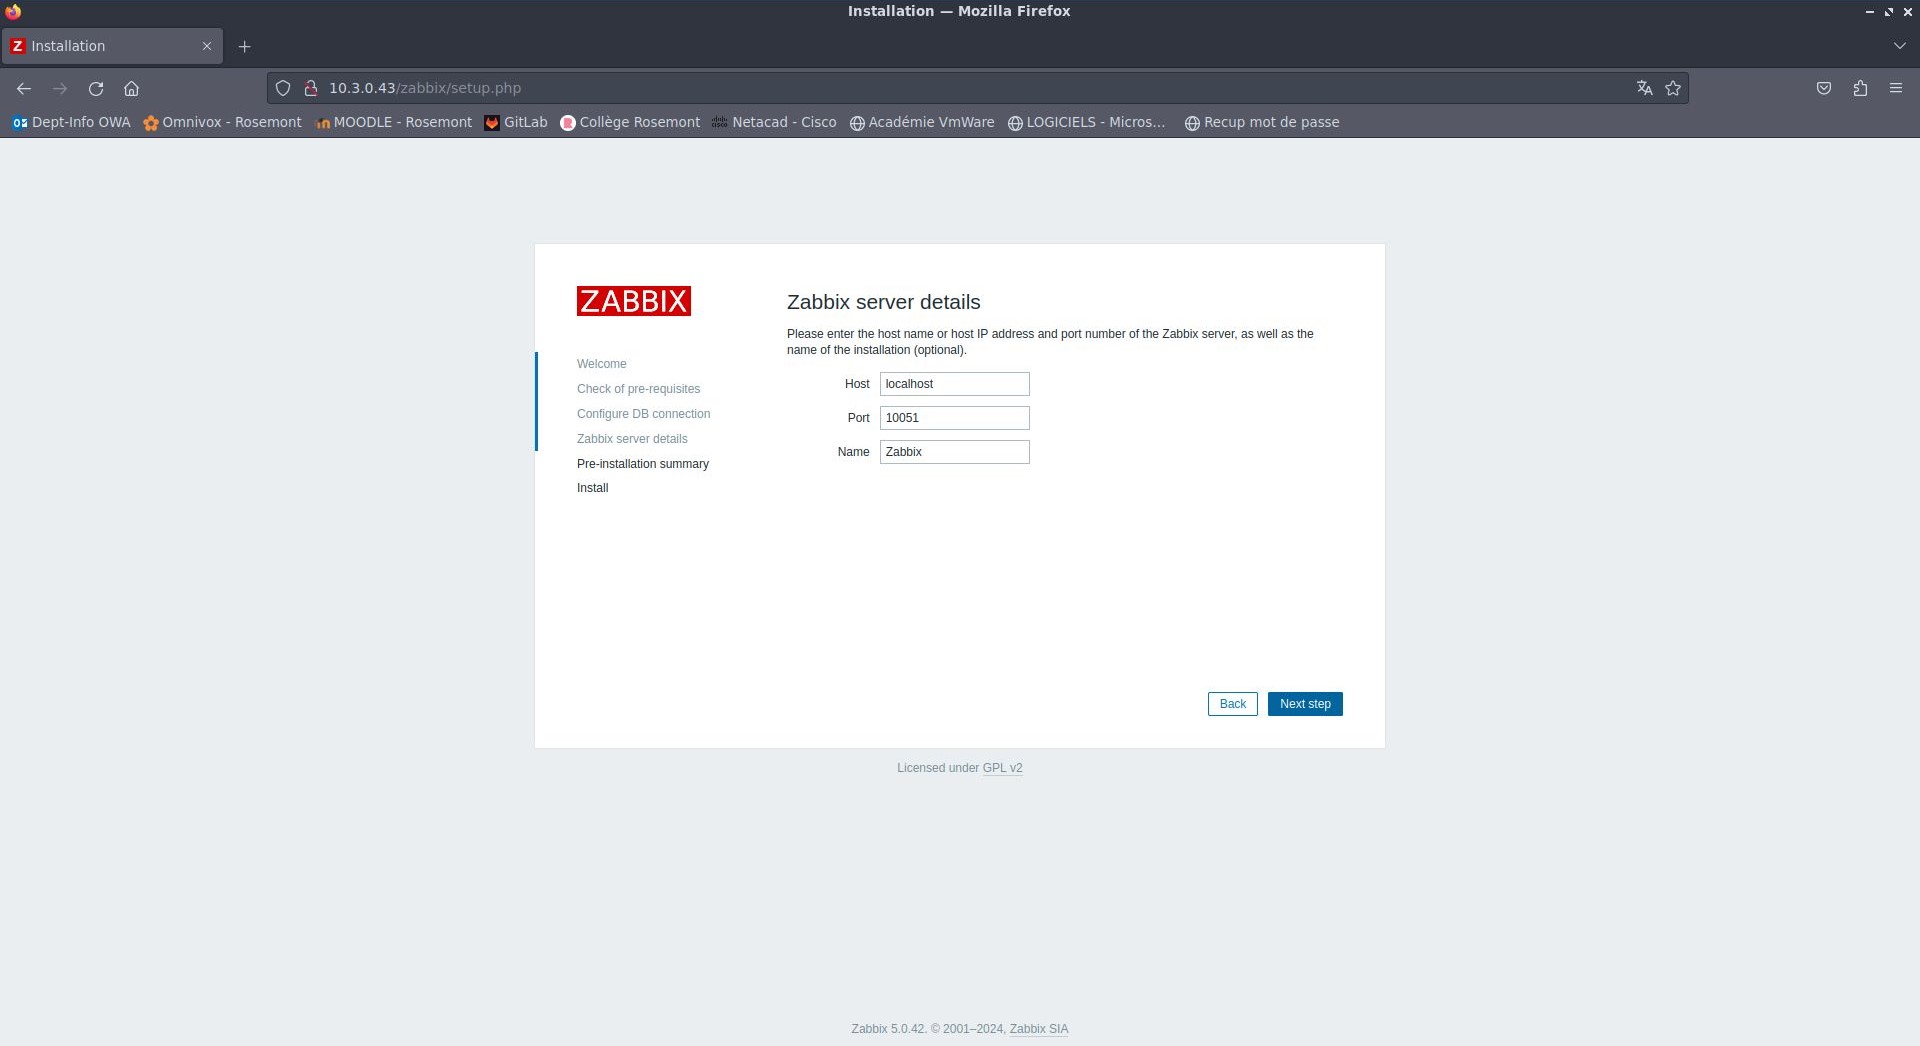 Installation — Mozilla Firefox
Installation
10.3.0.43/zabbix/setup.php
Dept-Info OWA Omnivox - Rosemont MOODLE - Rosemont GitLab Collège Rosemont Netacad - Cisco Académie VmWare LOGICIELS - Micros… Recup mot de passe
ZABBIX
Welcome
Check of pre-requisites
Configure DB connection
Zabbix server details
Pre-installation summary
Install
Zabbix server details
Please enter the host name or host IP address and port number of the Zabbix server, as well as the
name of the installation (optional).
Host localhost
Port 10051
Name Zabbix
Back Next step
Licensed under GPL v2
Zabbix 5.0.42. © 2001–2024, Zabbix SIA